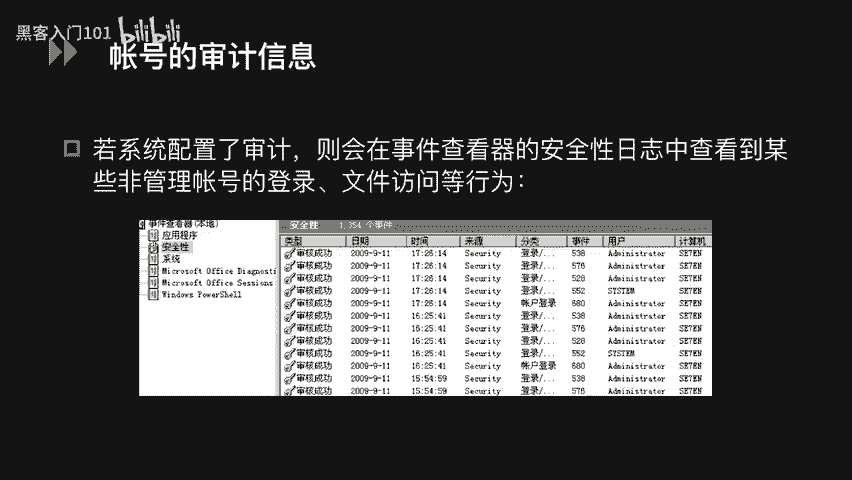 黑客入门101 bilibili
帐号的审计信息
若系统配置了审计，则会在事件查看器的安全性日志中查看到某
些非管理帐号的登录、文件访问等行为：
事件查看器(本地)
应用程序
安全性
系统
Microsoft Office Diagnosti
Microsoft Office Sessions
Windows PowerShell
安全性 1,354 个事件
类型 日期 时间 来源 分类 事件 用户 计算机
审核成功 2009-9-11 17:26:14 Security 登录/... 538 Administrator SE7EN
审核成功 2009-9-11 17:26:14 Security 登录/... 576 Administrator SE7EN
审核成功 2009-9-11 17:26:14 Security 登录/... 528 Administrator SE7EN
审核成功 2009-9-11 17:26:14 Security 登录/... 552 SYSTEM SE7EN
审核成功 2009-9-11 17:26:14 Security 帐户登录 680 Administrator SE7EN
审核成功 2009-9-11 16:25:41 Security 登录/... 538 Administrator SE7EN
审核成功 2009-9-11 16:25:41 Security 登录/... 576 Administrator SE7EN
审核成功 2009-9-11 16:25:41 Security 登录/... 528 Administrator SE7EN
审核成功 2009-9-11 16:25:41 Security 登录/... 552 SYSTEM SE7EN
审核成功 2009-9-11 16:25:41 Security 帐户登录 680 Administrator SE7EN
审核成功 2009-9-11 15:54:59 Security 登录/... 538 Administrator SE7EN
审核成功 2009-9-11 15:54:59 Security 登录/... 576 Administrator SE7EN